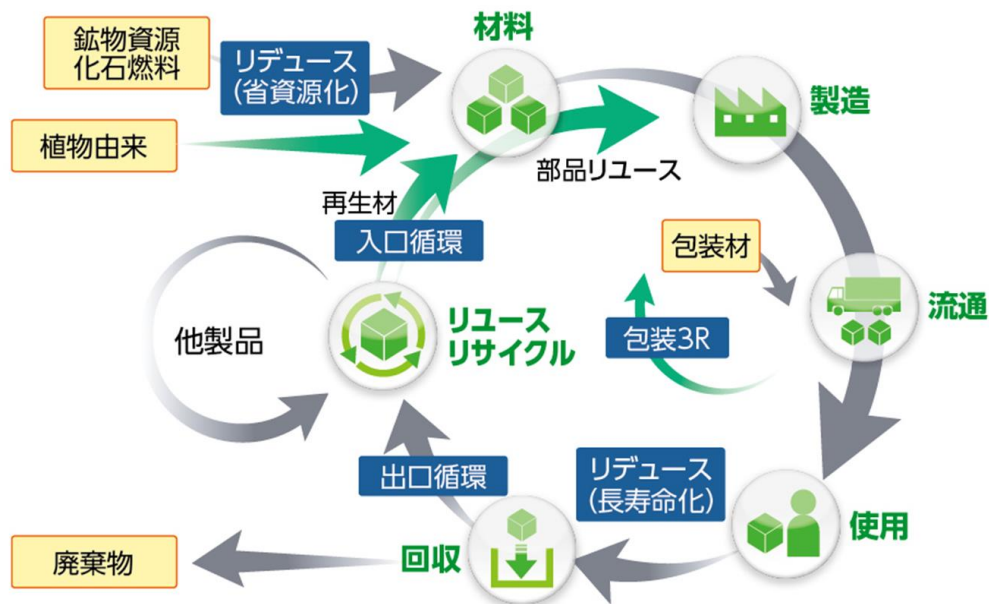 鉱物資源
化石燃料
リデュース
(省資源化)
材料
製造
植物由来
部品リユース
再生材
入口循環
包装材
流通
他製品
リユース
リサイクル
包装3R
出口循環
リデュース
(長寿命化)
使用
回収
廃棄物